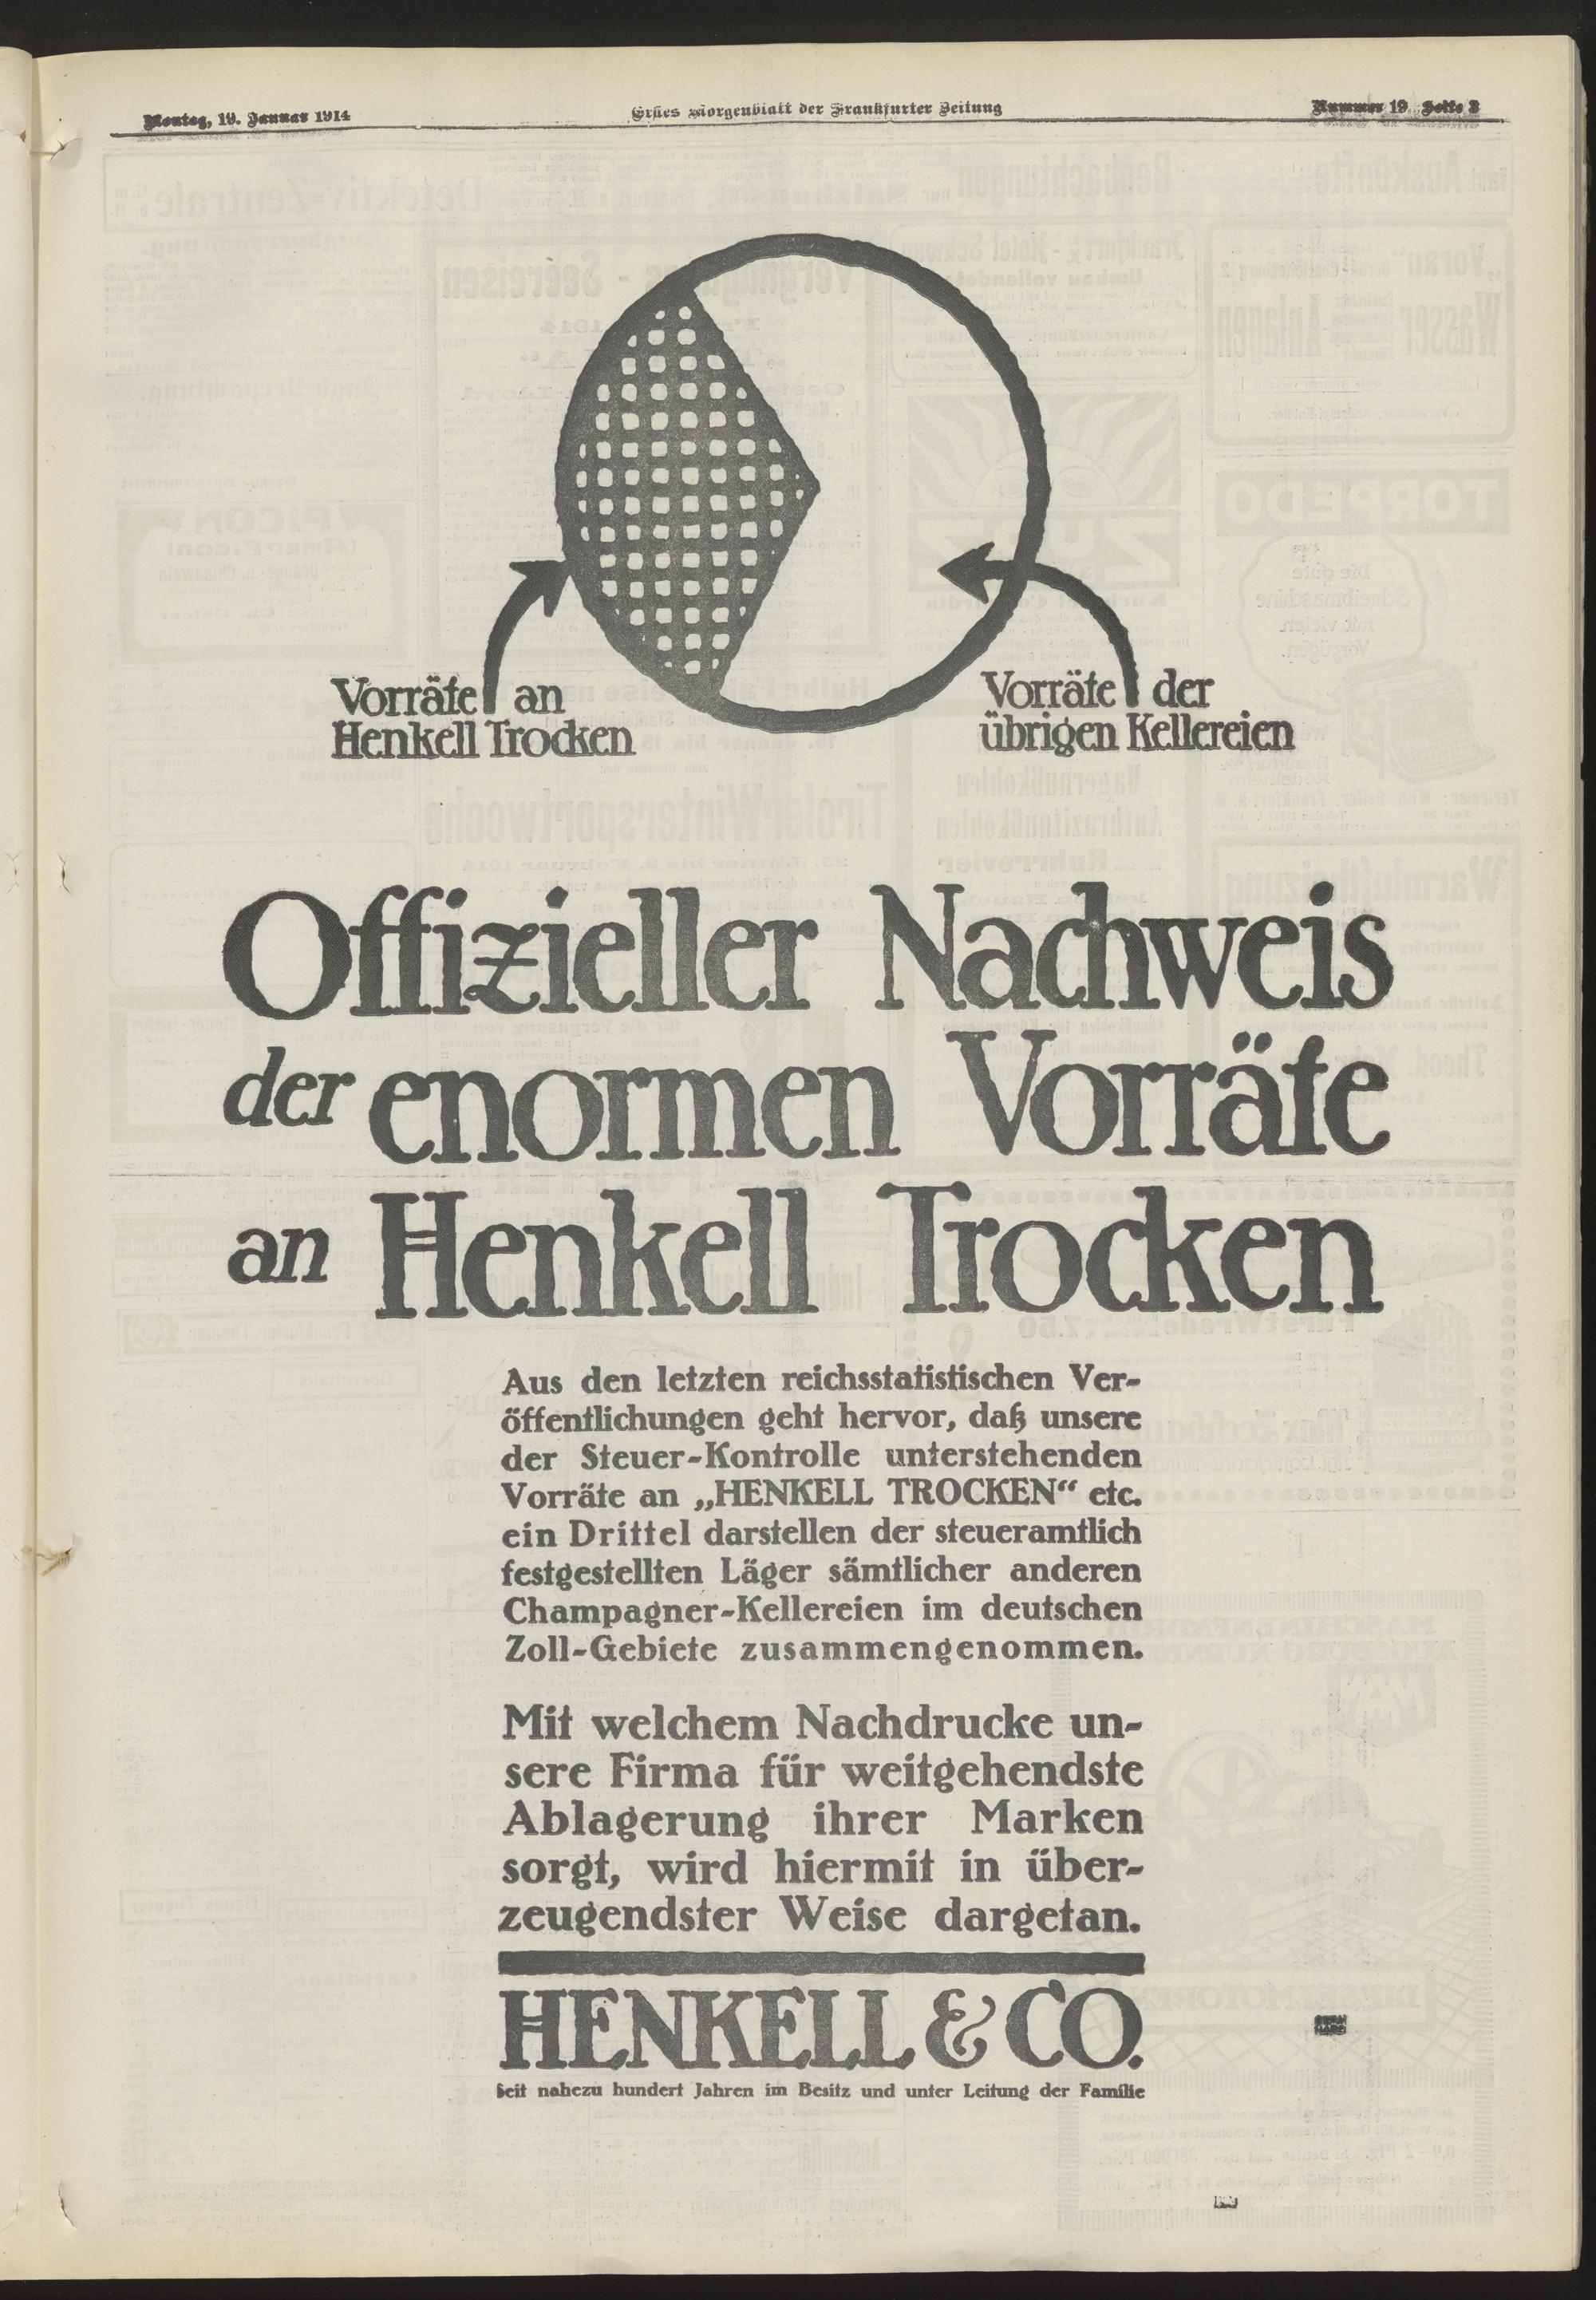 Montag, 19. Januar 1914
Erstes Morgenblatt der Frankfurter Zeitung
Nummer 19 Seite 3
Vorräte an
Henkell Trocken
Vorräte der
übrigen Kellereien
Offizieller Nachweis
der enormen Vorräte
an Henkell Trocken
Aus den letzten reichsstatistischen Ver-
öffentlichungen geht hervor, daß unsere
der Steuer-Kontrolle unterstehenden
Vorräte an „HENKELL TROCKEN“ etc.
ein Drittel darstellen der steueramtlich
festgestellten Läger sämtlicher anderen
Champagner-Kellereien im deutschen
Zoll-Gebiete zusammengenommen.
Mit welchem Nachdrucke un-
sere Firma für weitgehendste
Ablagerung ihrer Marken
sorgt, wird hiermit in über-
zeugendster Weise dargetan.
HENKELL & CO.
Seit nahezu hundert Jahren im Besitz und unter Leitung der Familie
BERN
HARD